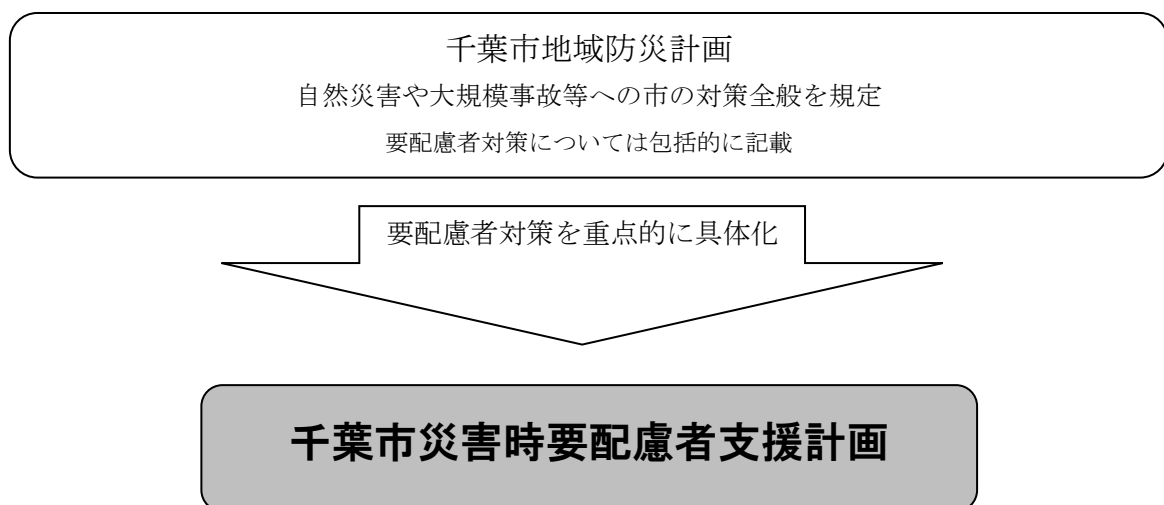 千葉市地域防災計画
自然災害や大規模事故等への市の対策全般を規定
要配慮者対策については包括的に記載
要配慮者対策を重点的に具体化
千葉市災害時要配慮者支援計画